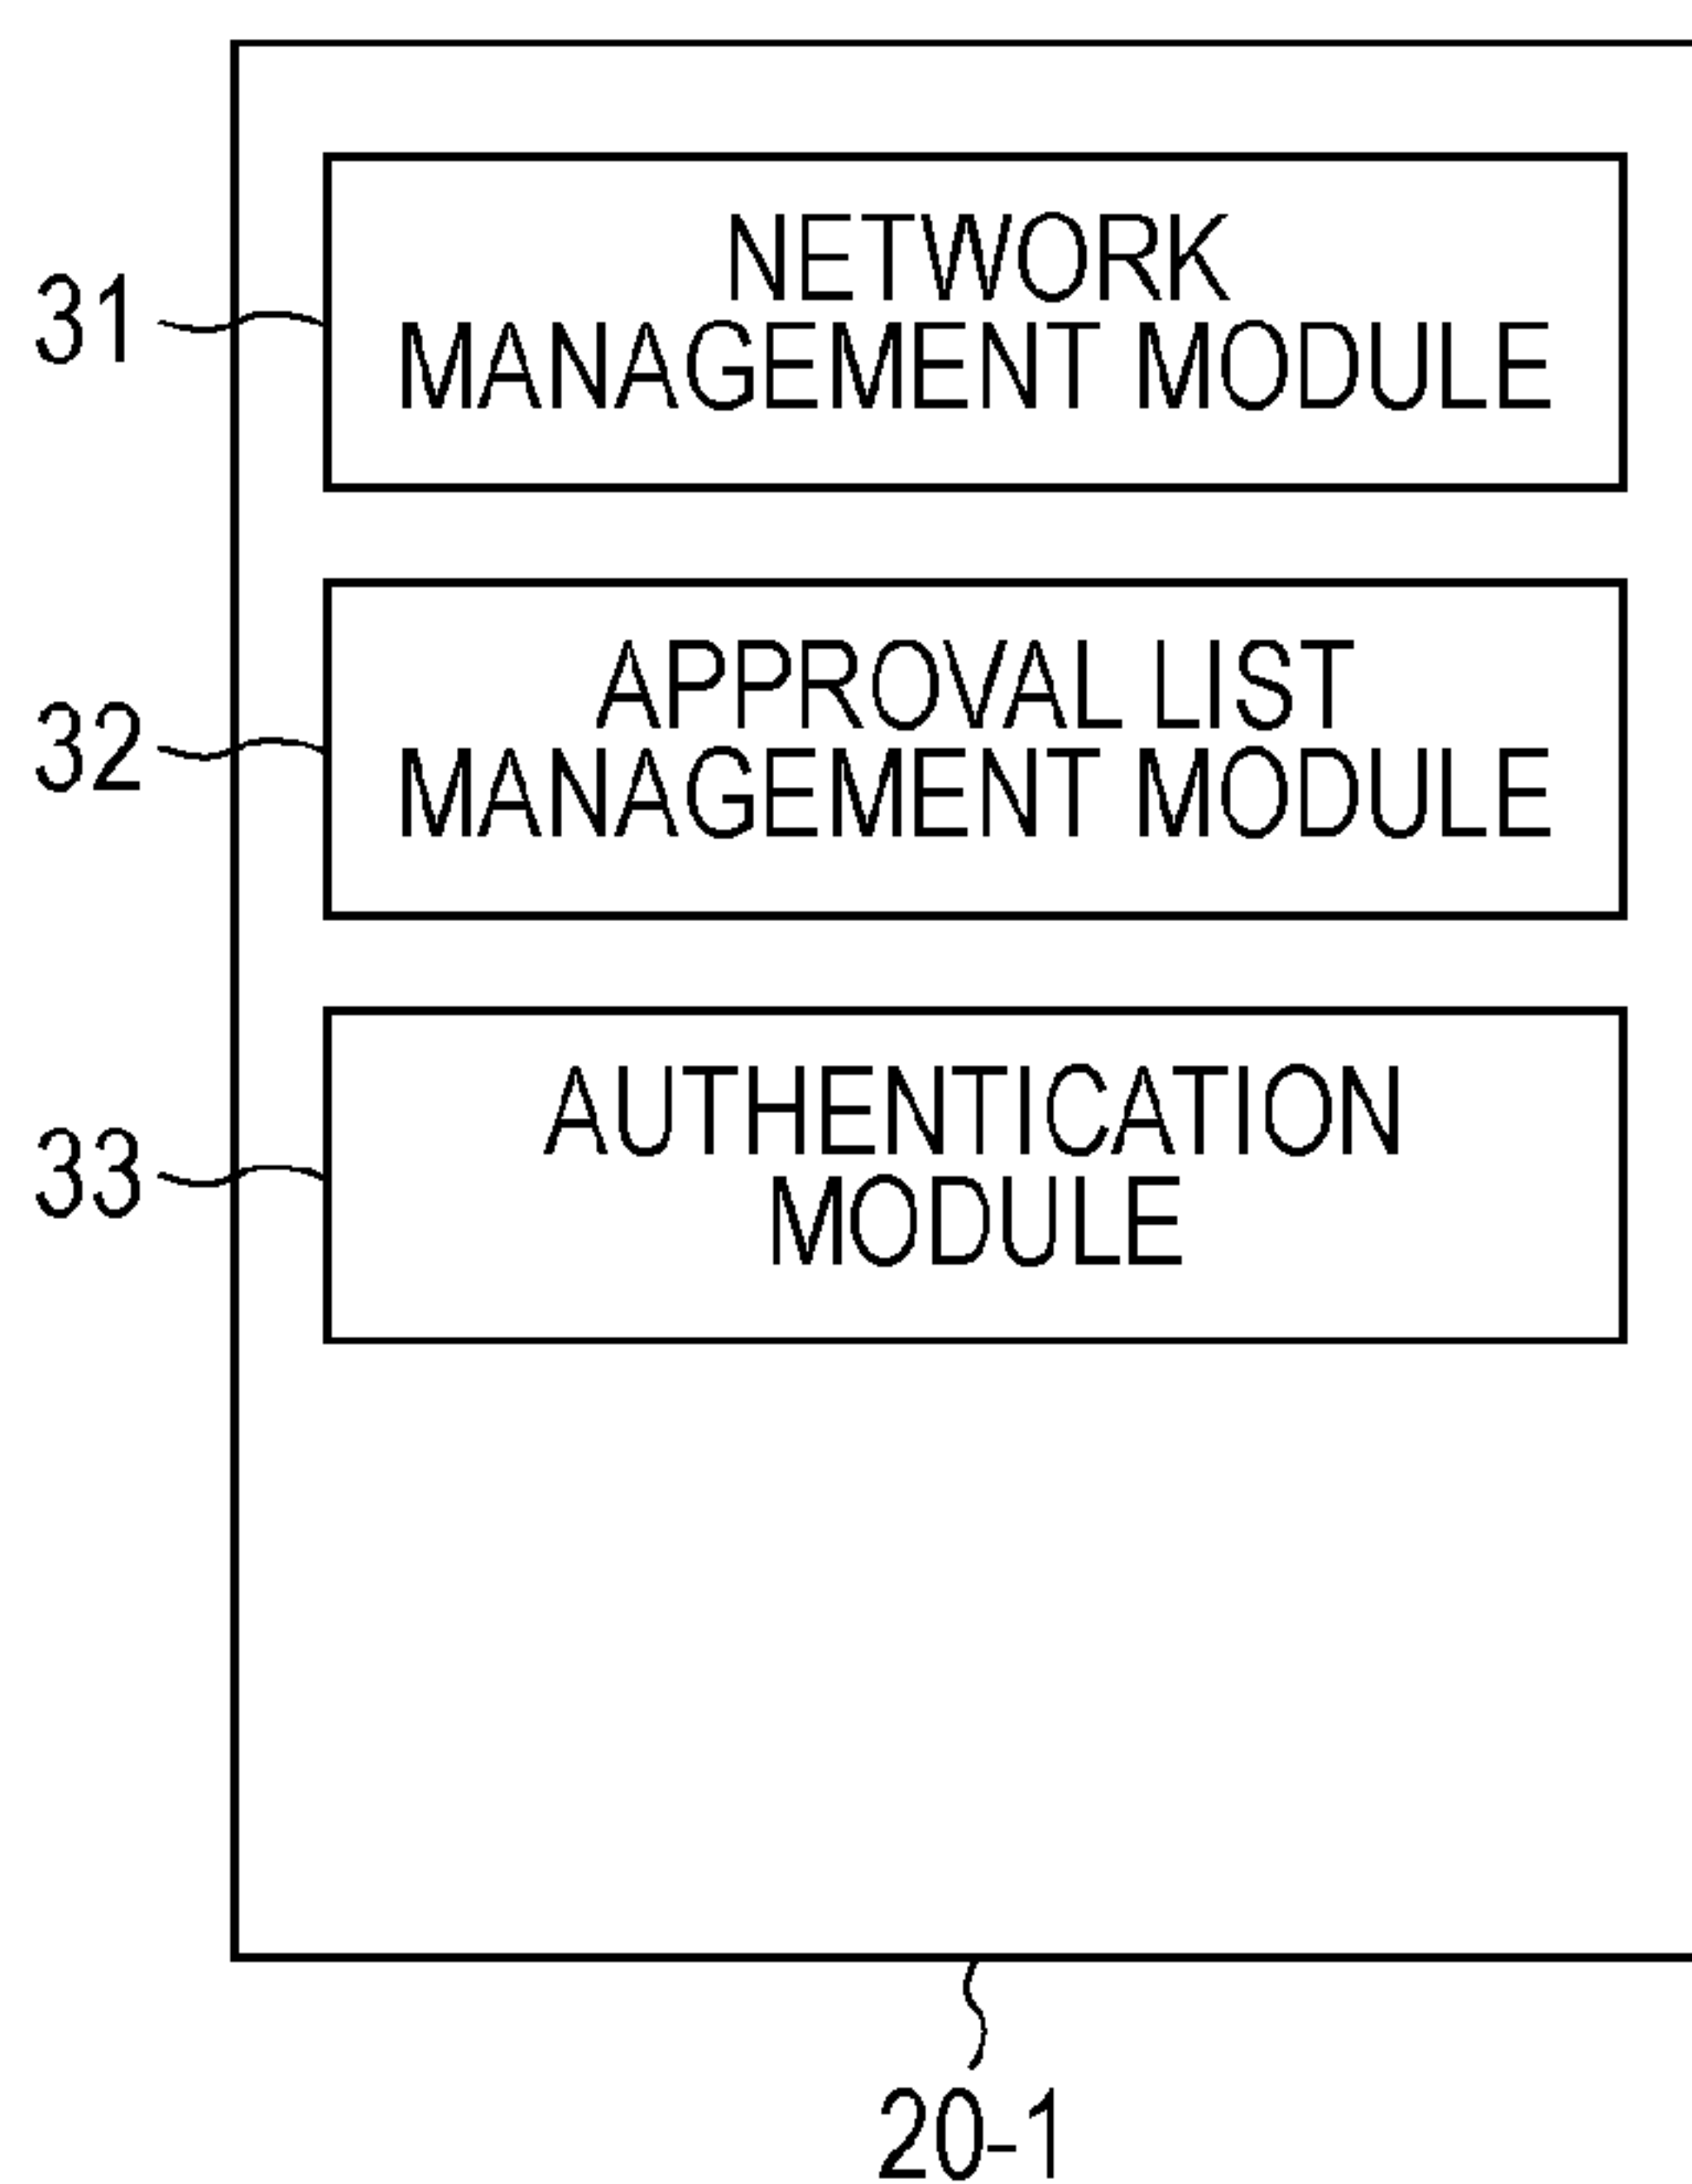 31
NETWORK
MANAGEMENT MODULE
32
APPROVAL LIST
MANAGEMENT MODULE
33
AUTHENTICATION
MODULE
20-1